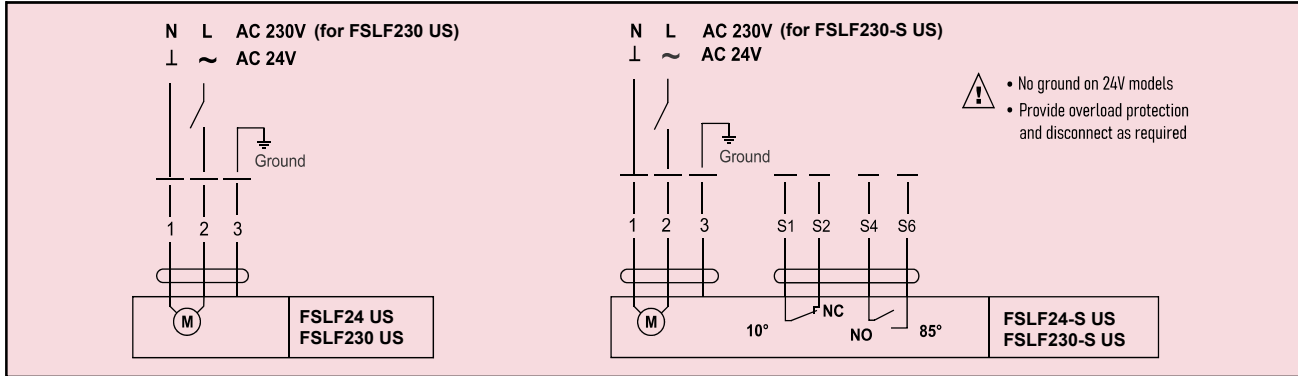 N L AC 230V (for FSLF230 US)
⊥ ~ AC 24V
Ground
1 2 3
M
FSLF24 US
FSLF230 US
N L AC 230V (for FSLF230-S US)
⊥ ~ AC 24V
Ground
1 2 3 S1 S2 S4 S6
M
10° NC NO 85°
FSLF24-S US
FSLF230-S US
! • No ground on 24V models
• Provide overload protection
and disconnect as required